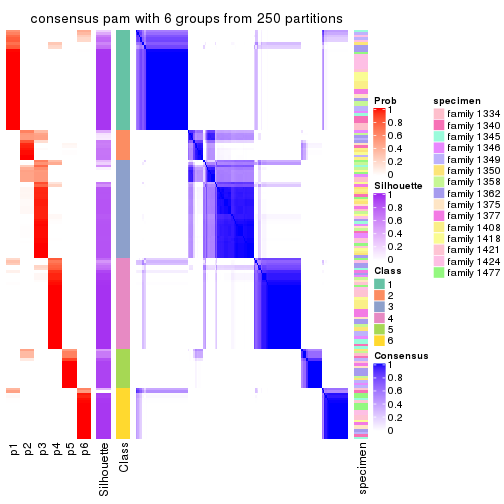 consensus pam with 6 groups from 250 partitions
Prob
1
0.8
0.6
0.4
0.2
0
Silhouette
1
0.8
0.6
0.4
0.2
0
Class
1
2
3
4
5
6
Consensus
1
0.8
0.6
0.4
0.2
0
specimen
family 1334
family 1340
family 1345
family 1346
family 1349
family 1350
family 1358
family 1362
family 1375
family 1377
family 1408
family 1418
family 1421
family 1424
family 1477
p1
p2
p3
p4
p5
p6
Silhouette
Class
specimen